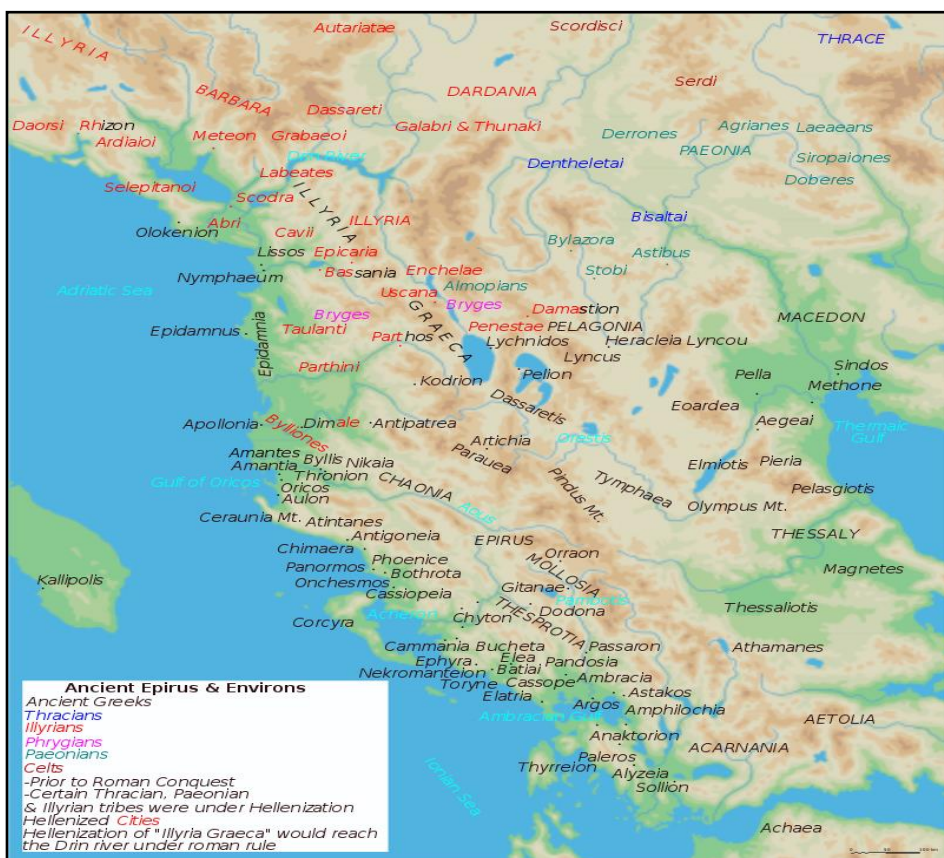 ILLYRIA
Autariatae
Scordisci
THRACE
BARBARA
DARDANIA
Serdi
Daorsi
Rhizon
Ardiaioi
Meteon
Dassareti
Grabaeoi
Galabri & Thunaki
Derrones
Agrianes
Laeaeans
PAEONIA
Siropaiones
Doberes
Drin River
Dentheletai
Labeates
Selepitanoi
Scodra
Abri
ILLYRIA
ILLYRIA
Bisaltai
Olokenion
Cavii
Lissos
Epicaria
Bylazora
Astibus
Nymphaeum
Bassania
Enchelae
Stobi
Adriatic Sea
Uscana
Almopians
Bryges
Bryges
GRAECA
Damastion
MACEDON
Epidamnus
Epidamnia
Taulanti
Parthos
Penestae
PELAGONIA
Lychnidos
Heracleia Lyncou
Lyncus
Parthini
Kodrion
Pelion
Pella
Sindos
Methone
Dassaretis
Eoardea
Apollonia
Bylliones
Dimale
Antipatrea
Aegeai
Thermaic
Gulf
Artichia
Orestis
Amantes
Amantia
Byllis
Nikaia
Parauea
Elmiotis
Pieria
Gulf of Oricos
Thronion
Oricos
Aulon
CHAONIA
Pindus Mt.
Tymphaea
Pelasgiotis
Olympus Mt.
Ceraunia Mt.
Atintanes
Aous
Antigoneia
EPIRUS
THESSALY
Chimaera
Phoenice
Orraon
Panormos
Bothrota
MOLLOSIA
Magnetes
Onchesmos
Cassiopeia
Gitanae
Kallipolis
Thessaliotis
Corcyra
Acheron
Chyton
THESPROTIA
Dodona
Cammania
Bucheta
Passaron
Athamanes
Ephyra
Elea
Pandosia
Nekromanteion
Batiai
Toryne
Cassope
Ambracia
Elatria
Astakos
Argos
Amphilochia
Ambracian Gulf
AETOLIA
Anaktorion
ACARNANIA
Paleros
Thyrreion
Alyzeia
Sollion
Ionian Sea
Achaea
Ancient Epirus & Environs
Ancient Greeks
Thracians
Illyrians
Phrygians
Paeonians
Celts
-Prior to Roman Conquest
-Certain Thracian, Paeonian
& Illyrian tribes were under Hellenization
Hellenized Cities
Hellenization of "Illyria Graeca" would reach
the Drin river under roman rule